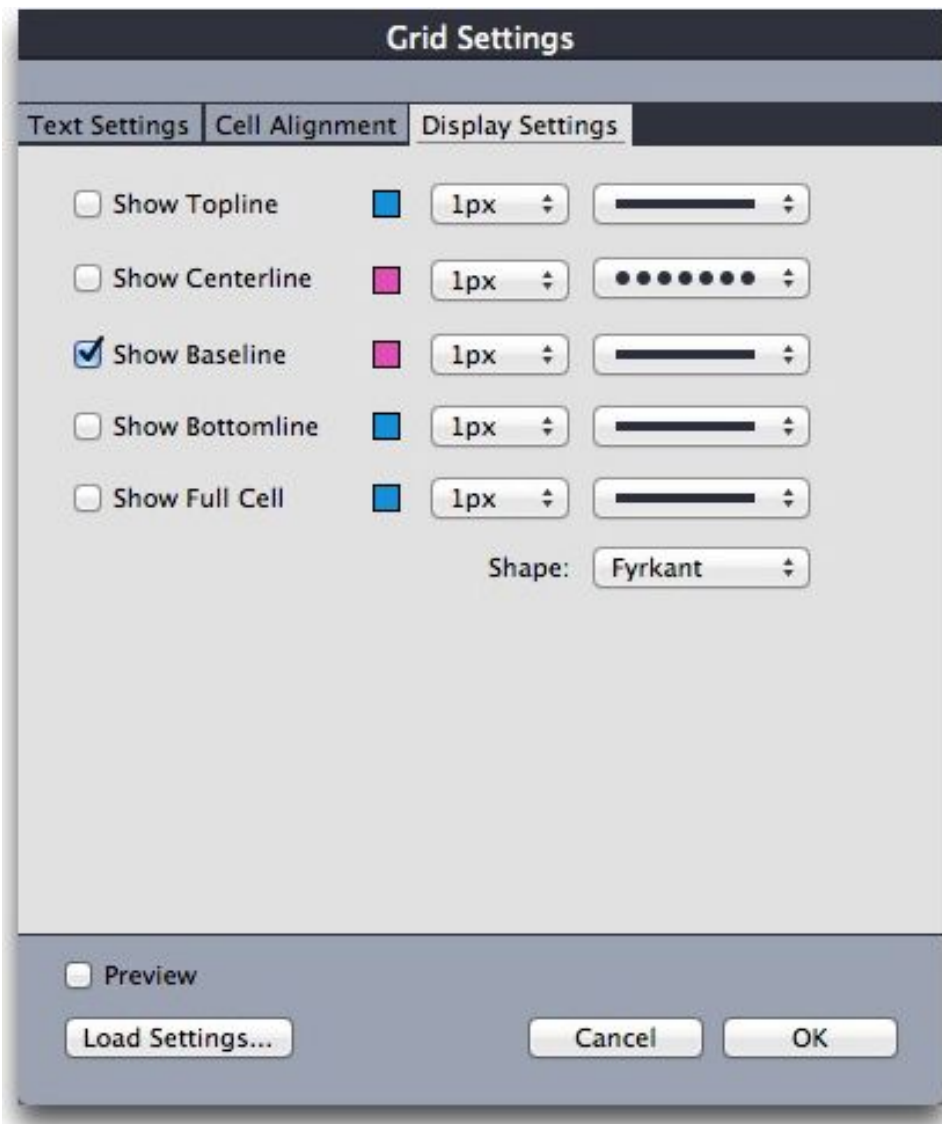 Grid Settings
Text Settings Cell Alignment Display Settings
Show Topline 1px
Show Centerline 1px
Show Baseline 1px
Show Bottomline 1px
Show Full Cell 1px
Shape: Fyrkant
Preview
Load Settings... Cancel OK